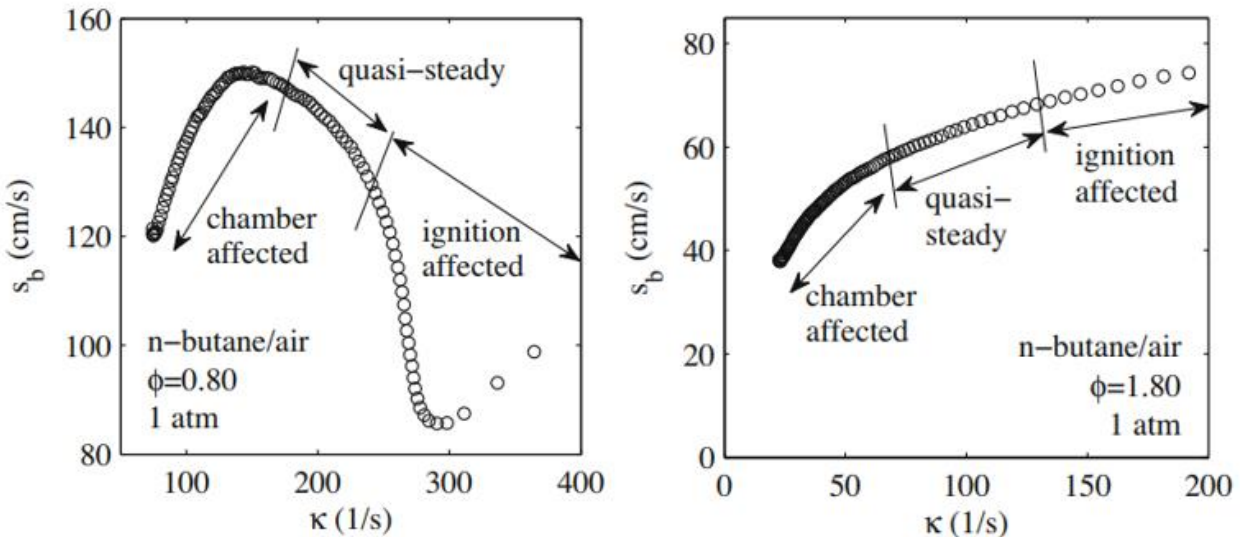 160
140
120
100
80
s_b (cm/s)
quasi−steady
chamber
affected
ignition
affected
n−butane/air
ϕ=0.80
1 atm
100
200
300
400
κ (1/s)
80
60
40
20
0
s_b (cm/s)
ignition
affected
quasi−
steady
chamber
affected
n−butane/air
ϕ=1.80
1 atm
0
50
100
150
200
κ (1/s)